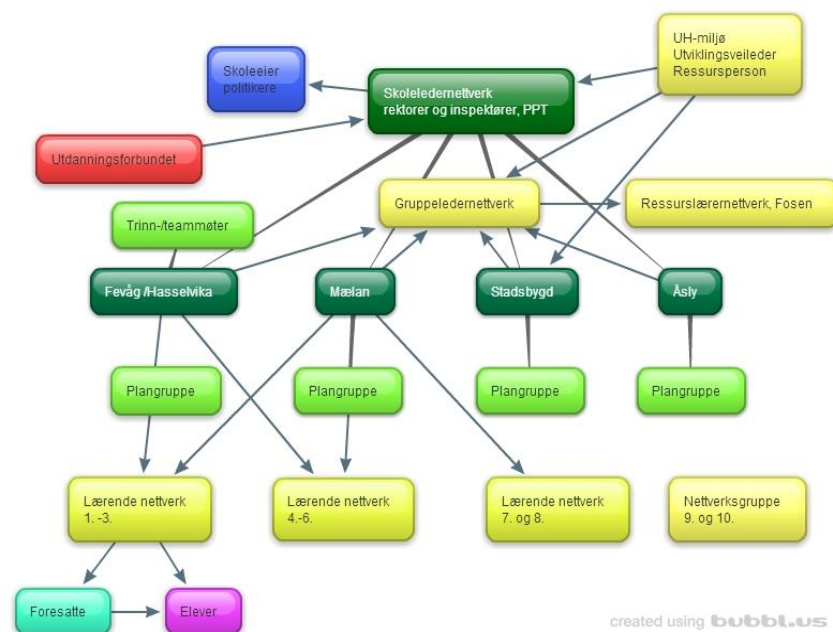 UH-miljø
Utviklingsveileder
Ressursperson
Skoleeier
politikere
Skoleledernettverk
rektorer og inspektører, PPT
Utdanningsforbundet
Gruppeledernettverk
Ressurslærernettverk, Fosen
Trinn-/teammøter
Fevåg /Hasselvika
Mælan
Stadsbygd
Åsly
Plangruppe
Plangruppe
Plangruppe
Plangruppe
Lærende nettverk
1. -3.
Lærende nettverk
4.-6.
Lærende nettverk
7. og 8.
Nettverksgruppe
9. og 10.
Foresatte
Elever
created using bubbl.us